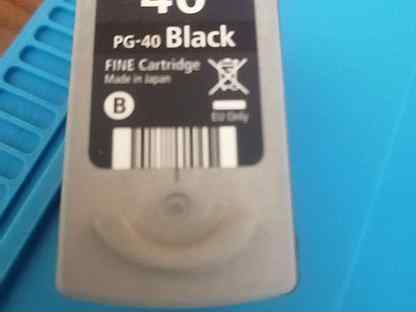 40
PG-40 Black
FINE Cartridge
Made in Japan
B
EU Only